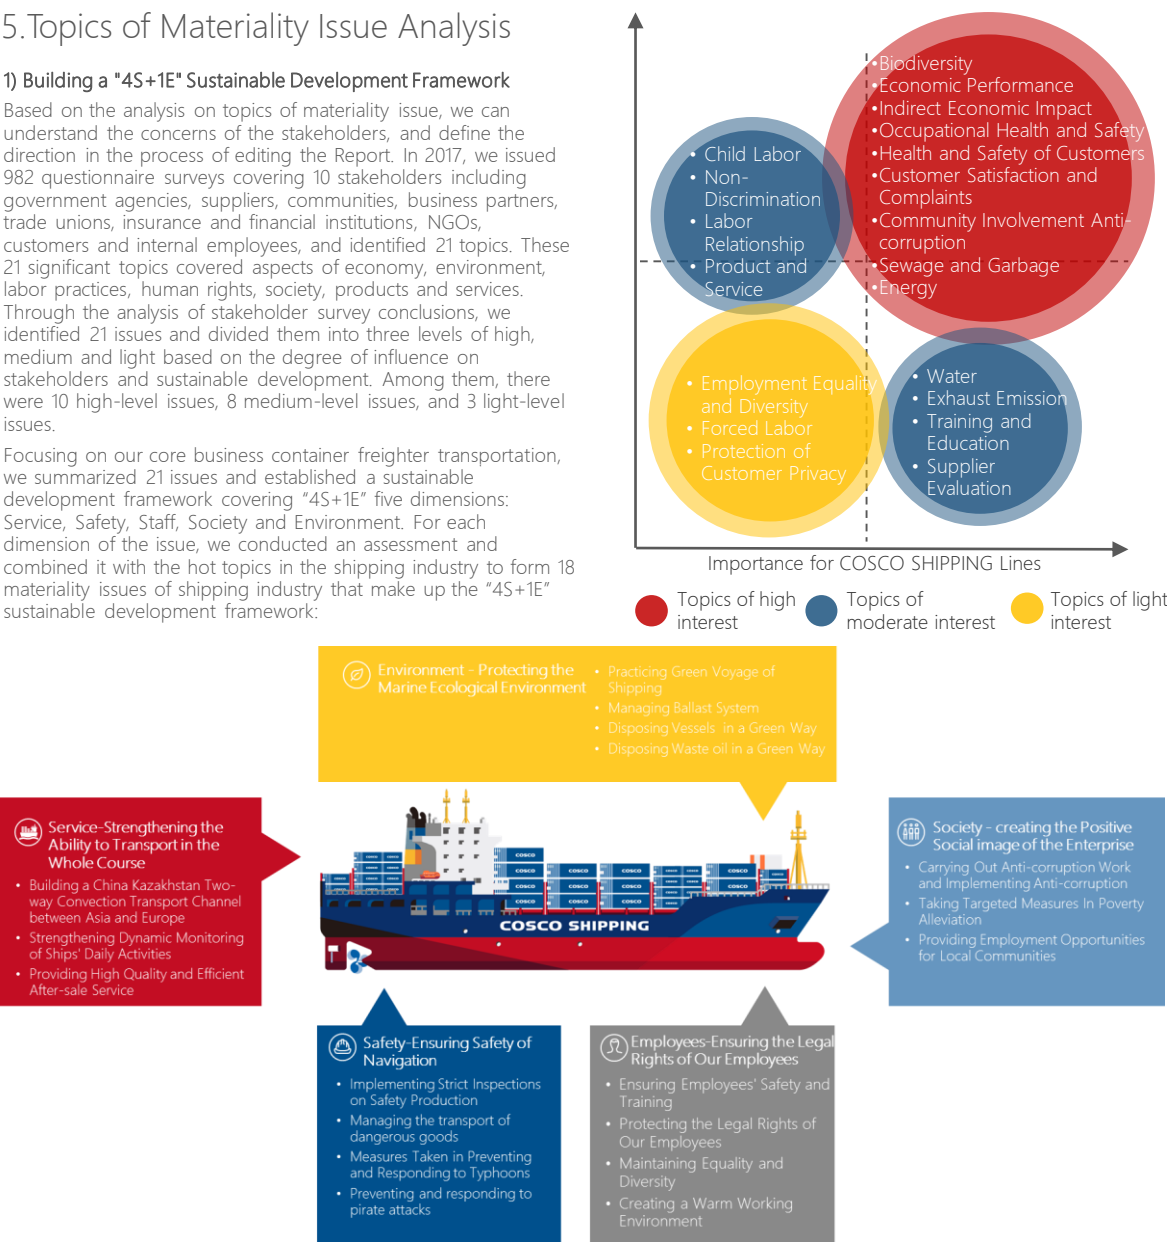 5.Topics of Materiality Issue Analysis
1) Building a "4S+1E" Sustainable Development Framework
Based on the analysis on topics of materiality issue, we can
understand the concerns of the stakeholders, and define the
direction in the process of editing the Report. In 2017, we issued
982 questionnaire surveys covering 10 stakeholders including
government agencies, suppliers, communities, business partners,
trade unions, insurance and financial institutions, NGOs,
customers and internal employees, and identified 21 topics. These
21 significant topics covered aspects of economy, environment,
labor practices, human rights, society, products and services.
Through the analysis of stakeholder survey conclusions, we
identified 21 issues and divided them into three levels of high,
medium and light based on the degree of influence on
stakeholders and sustainable development. Among them, there
were 10 high-level issues, 8 medium-level issues, and 3 light-level
issues.
Focusing on our core business container freighter transportation,
we summarized 21 issues and established a sustainable
development framework covering “4S+1E” five dimensions:
Service, Safety, Staff, Society and Environment. For each
dimension of the issue, we conducted an assessment and
combined it with the hot topics in the shipping industry to form 18
materiality issues of shipping industry that make up the “4S+1E”
sustainable development framework:
• Child Labor
• Non-
Discrimination
• Labor
Relationship
• Product and
Service
•Biodiversity
•Economic Performance
•Indirect Economic Impact
•Occupational Health and Safety
•Health and Safety of Customers
•Customer Satisfaction and
Complaints
•Community Involvement Anti-
corruption
•Sewage and Garbage
•Energy
• Employment Equality
and Diversity
• Forced Labor
• Protection of
Customer Privacy
• Water
• Exhaust Emission
• Training and
Education
• Supplier
Evaluation
Importance for COSCO SHIPPING Lines
Topics of high
interest
Topics of
moderate interest
Topics of light
interest
Environment - Protecting the
Marine Ecological Environment
• Practicing Green Voyage of
Shipping
• Managing Ballast System
• Disposing Vessels in a Green Way
• Disposing Waste oil in a Green Way
Service-Strengthening the
Ability to Transport in the
Whole Course
• Building a China Kazakhstan Two-
way Convection Transport Channel
between Asia and Europe
• Strengthening Dynamic Monitoring
of Ships' Daily Activities
• Providing High Quality and Efficient
After-sale Service
COSCO
COSCO COSCO COSCO
COSCO COSCO COSCO
COSCO COSCO COSCO
COSCO SHIPPING
Society - creating the Positive
Social image of the Enterprise
• Carrying Out Anti-corruption Work
and Implementing Anti-corruption
• Taking Targeted Measures In Poverty
Alleviation
• Providing Employment Opportunities
for Local Communities
Safety-Ensuring Safety of
Navigation
• Implementing Strict Inspections
on Safety Production
• Managing the transport of
dangerous goods
• Measures Taken in Preventing
and Responding to Typhoons
• Preventing and responding to
pirate attacks
Employees-Ensuring the Legal
Rights of Our Employees
• Ensuring Employees' Safety and
Training
• Protecting the Legal Rights of
Our Employees
• Maintaining Equality and
Diversity
• Creating a Warm Working
Environment